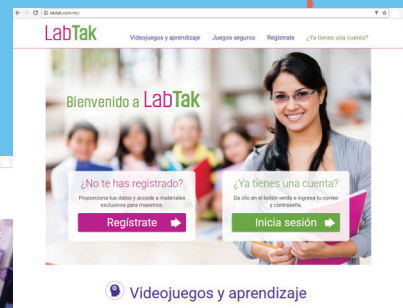 labtak.com.mx/
LabTak
Videojuegos y aprendizaje Juegos seguros Regístrate ¿Ya tienes una cuenta?
Bienvenido a LabTak
¿No te has registrado?
Proporciona tus datos y accede a materiales
exclusivos para maestros.
Regístrate
¿Ya tienes una cuenta?
Da clic en el botón verde e ingresa tu correo
y contraseña.
Inicia sesión
Videojuegos y aprendizaje